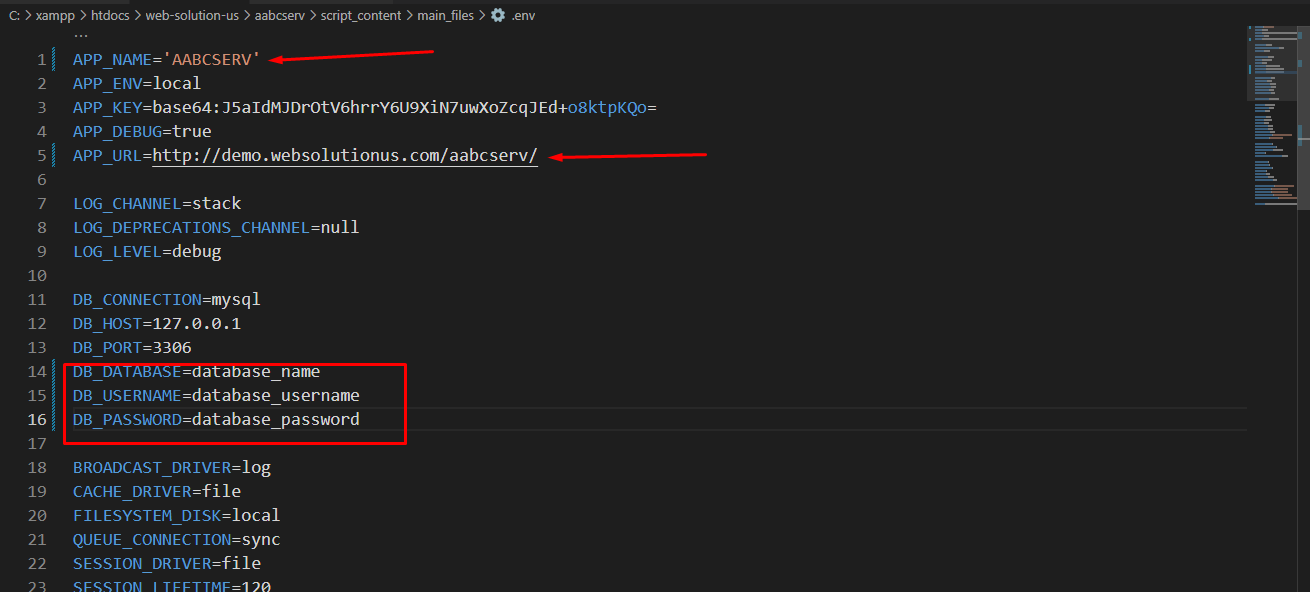 C: > xampp > htdocs > web-solution-us > aabcserv > script_content > main_files > .env
...
1 APP_NAME='AABCSERV'
2 APP_ENV=local
3 APP_KEY=base64:J5aIdMJDrOtV6hrrY6U9XiN7uwXoZcqJEd+o8ktpKQo=
4 APP_DEBUG=true
5 APP_URL=http://demo.websolutionus.com/aabcserv/
6
7 LOG_CHANNEL=stack
8 LOG_DEPRECATIONS_CHANNEL=null
9 LOG_LEVEL=debug
10
11 DB_CONNECTION=mysql
12 DB_HOST=127.0.0.1
13 DB_PORT=3306
14 DB_DATABASE=database_name
15 DB_USERNAME=database_username
16 DB_PASSWORD=database_password
17
18 BROADCAST_DRIVER=log
19 CACHE_DRIVER=file
20 FILESYSTEM_DISK=local
21 QUEUE_CONNECTION=sync
22 SESSION_DRIVER=file
23 SESSION_LIFETIME=120